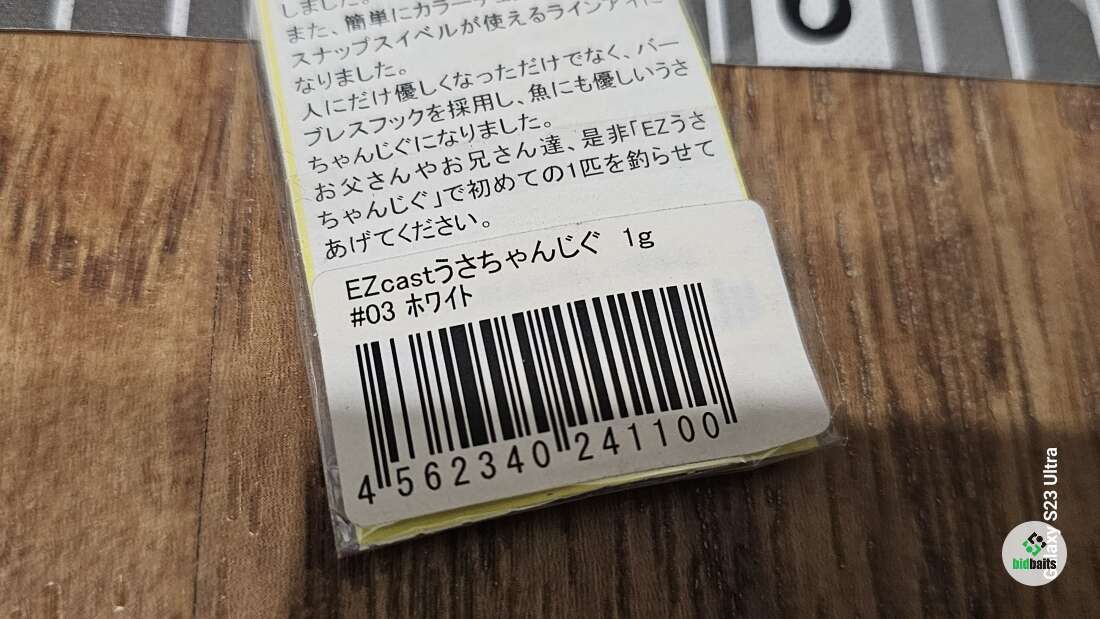 しました。
また、簡単にカラーチェ
スナップスイベルが使えるラインアイに
なりました。
人にだけ優しくなっただけでなく、バー
ブレスフックを採用し、魚にも優しいうさ
ちゃんじぐになりました。
お父さんやお兄さん達、是非「EZうさ
ちゃんじぐ」で初めての1匹を釣らせて
あげてください。
EZcastうさちゃんじぐ 1g
#03 ホワイト
4 562340 241100
Galaxy S23 Ultra
bidbaits